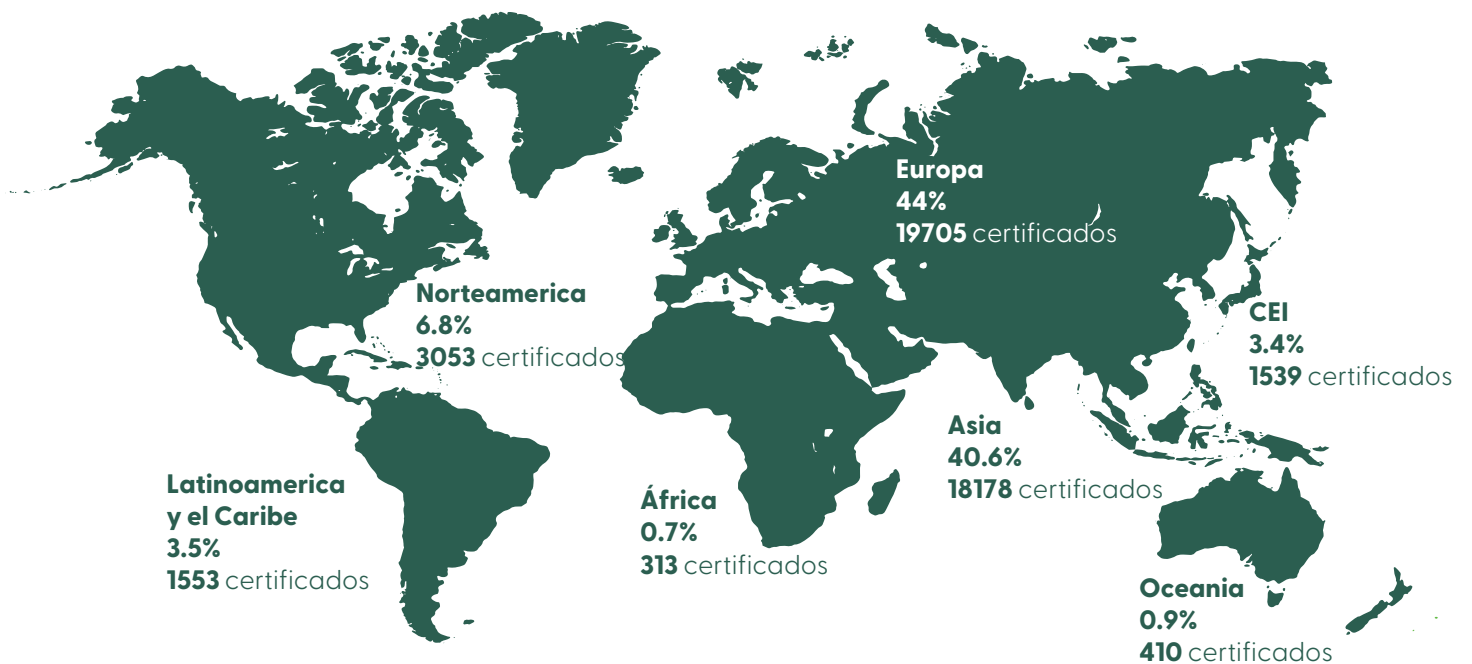 Europa
44%
19705 certificados
Norteamerica
6.8%
3053 certificados
CEI
3.4%
1539 certificados
Asia
40.6%
18178 certificados
Latinoamerica
y el Caribe
3.5%
1553 certificados
África
0.7%
313 certificados
Oceania
0.9%
410 certificados